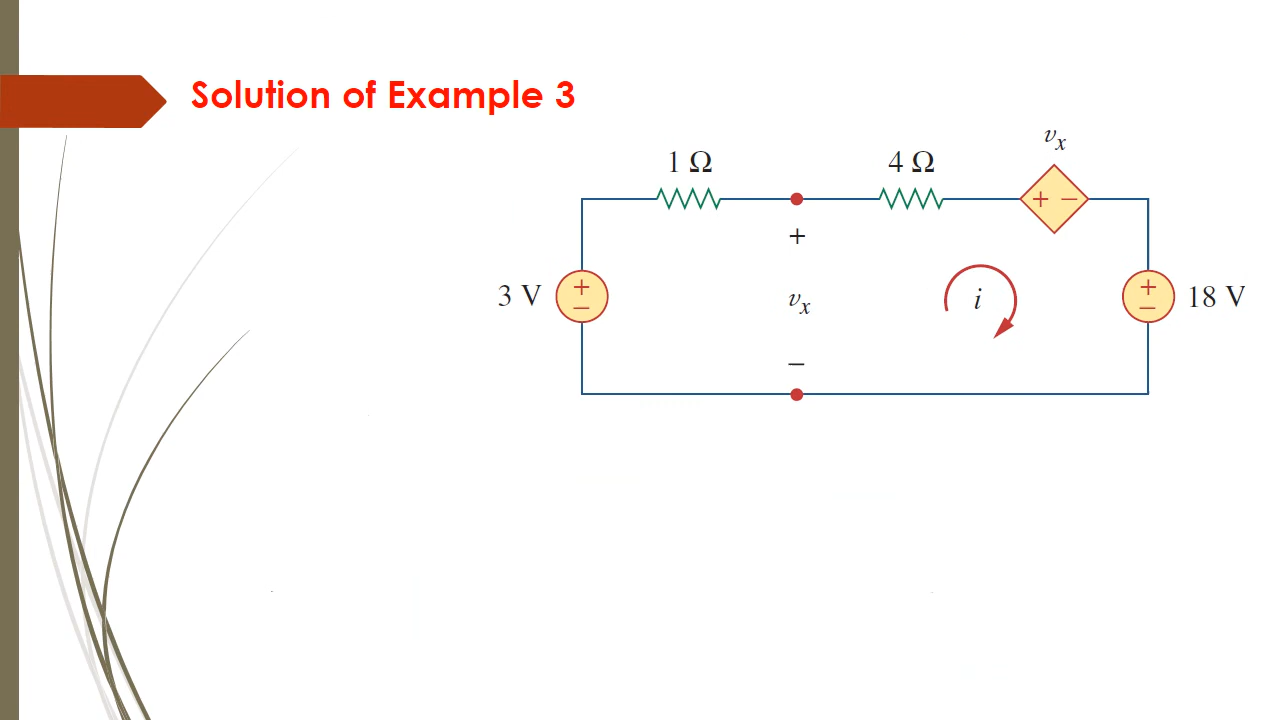 Solution of Example 3
vₓ
1 Ω
4 Ω
+ −
+
3 V
+
−
vₓ
i
+
−
18 V
−